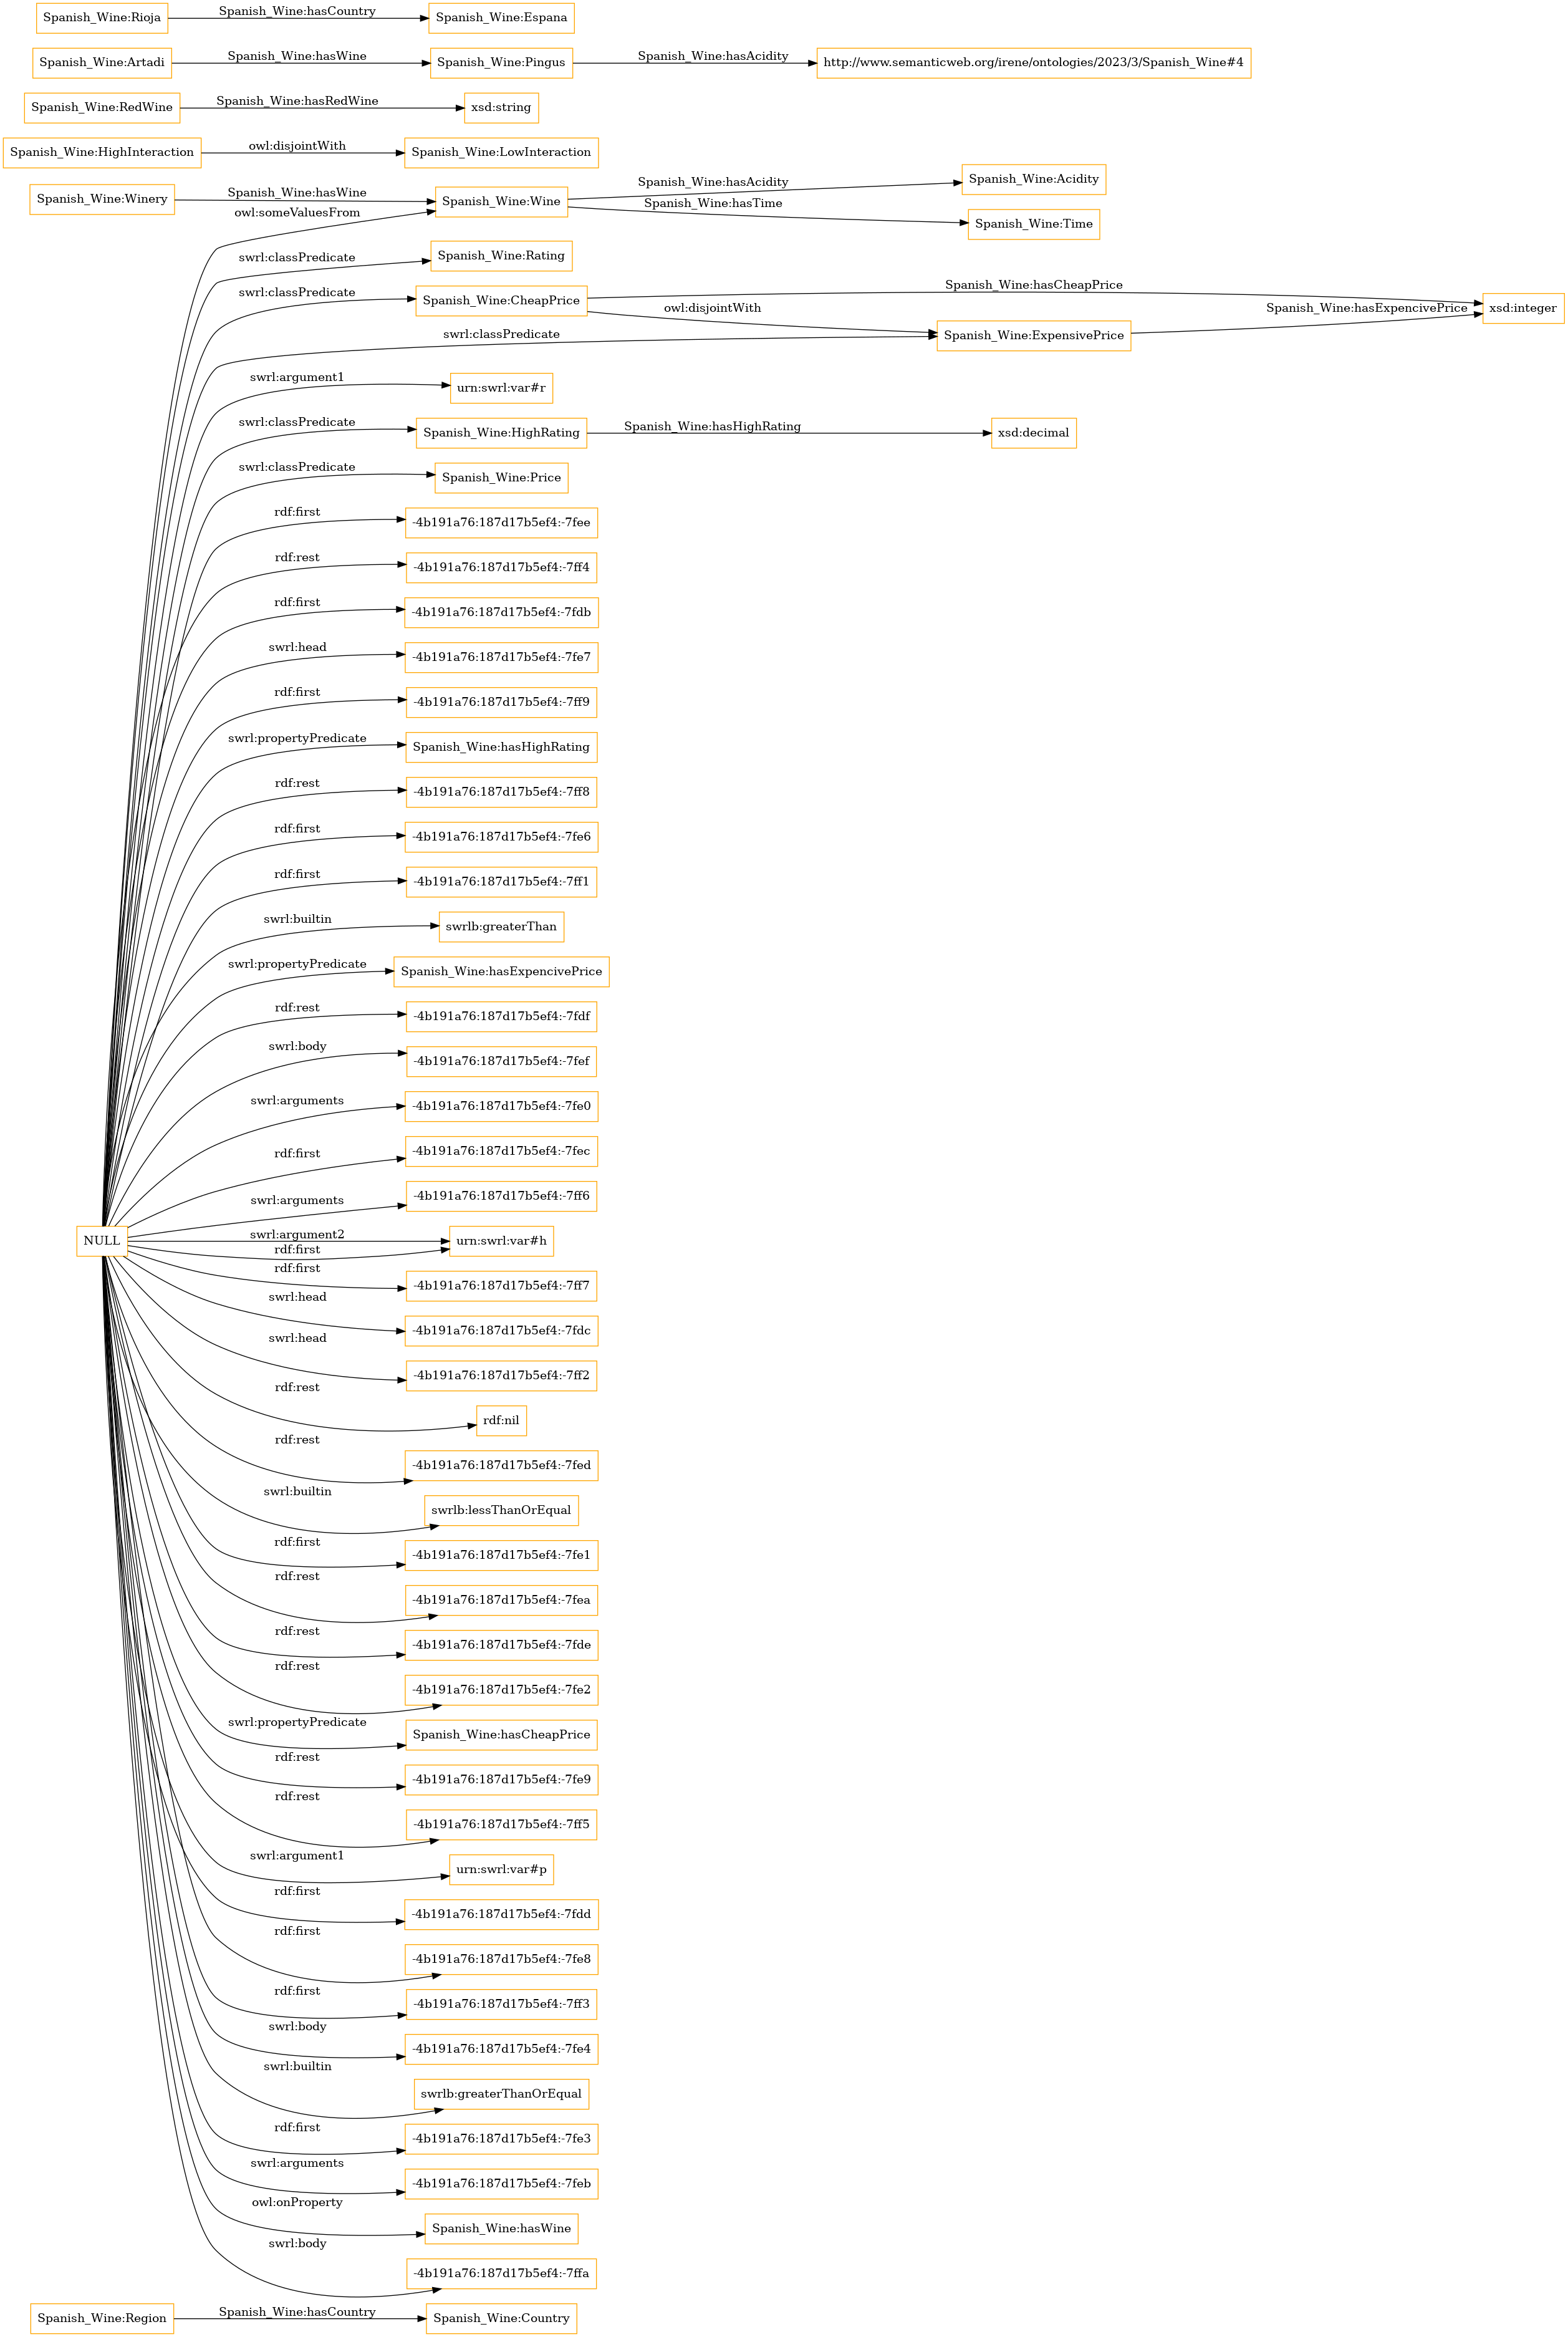 Spanish_Wine:Rioja
Spanish_Wine:hasCountry
Spanish_Wine:Espana
Spanish_Wine:Artadi
Spanish_Wine:hasWine
Spanish_Wine:Pingus
Spanish_Wine:hasAcidity
http://www.semanticweb.org/irene/ontologies/2023/3/Spanish_Wine#4
Spanish_Wine:RedWine
Spanish_Wine:hasRedWine
xsd:string
Spanish_Wine:HighInteraction
owl:disjointWith
Spanish_Wine:LowInteraction
Spanish_Wine:Winery
Spanish_Wine:hasWine
Spanish_Wine:Wine
Spanish_Wine:hasAcidity
Spanish_Wine:Acidity
owl:someValuesFrom
Spanish_Wine:hasTime
Spanish_Wine:Time
swrl:classPredicate
Spanish_Wine:Rating
swrl:classPredicate
Spanish_Wine:CheapPrice
Spanish_Wine:hasCheapPrice
xsd:integer
owl:disjointWith
Spanish_Wine:hasExpencivePrice
swrl:classPredicate
Spanish_Wine:ExpensivePrice
swrl:argument1
urn:swrl:var#r
swrl:classPredicate
Spanish_Wine:HighRating
Spanish_Wine:hasHighRating
xsd:decimal
swrl:classPredicate
Spanish_Wine:Price
rdf:first
-4b191a76:187d17b5ef4:-7fee
rdf:rest
-4b191a76:187d17b5ef4:-7ff4
rdf:first
-4b191a76:187d17b5ef4:-7fdb
swrl:head
-4b191a76:187d17b5ef4:-7fe7
rdf:first
-4b191a76:187d17b5ef4:-7ff9
swrl:propertyPredicate
Spanish_Wine:hasHighRating
rdf:rest
-4b191a76:187d17b5ef4:-7ff8
rdf:first
-4b191a76:187d17b5ef4:-7fe6
rdf:first
-4b191a76:187d17b5ef4:-7ff1
swrl:builtin
swrlb:greaterThan
swrl:propertyPredicate
Spanish_Wine:hasExpencivePrice
rdf:rest
-4b191a76:187d17b5ef4:-7fdf
swrl:body
-4b191a76:187d17b5ef4:-7fef
swrl:arguments
-4b191a76:187d17b5ef4:-7fe0
rdf:first
-4b191a76:187d17b5ef4:-7fec
swrl:arguments
-4b191a76:187d17b5ef4:-7ff6
NULL
swrl:argument2
urn:swrl:var#h
rdf:first
rdf:first
-4b191a76:187d17b5ef4:-7ff7
swrl:head
-4b191a76:187d17b5ef4:-7fdc
swrl:head
-4b191a76:187d17b5ef4:-7ff2
rdf:rest
rdf:nil
rdf:rest
-4b191a76:187d17b5ef4:-7fed
swrl:builtin
swrlb:lessThanOrEqual
rdf:first
-4b191a76:187d17b5ef4:-7fe1
rdf:rest
-4b191a76:187d17b5ef4:-7fea
rdf:rest
-4b191a76:187d17b5ef4:-7fde
rdf:rest
-4b191a76:187d17b5ef4:-7fe2
swrl:propertyPredicate
Spanish_Wine:hasCheapPrice
rdf:rest
-4b191a76:187d17b5ef4:-7fe9
rdf:rest
-4b191a76:187d17b5ef4:-7ff5
swrl:argument1
urn:swrl:var#p
rdf:first
-4b191a76:187d17b5ef4:-7fdd
rdf:first
-4b191a76:187d17b5ef4:-7fe8
rdf:first
-4b191a76:187d17b5ef4:-7ff3
swrl:body
-4b191a76:187d17b5ef4:-7fe4
swrl:builtin
swrlb:greaterThanOrEqual
rdf:first
-4b191a76:187d17b5ef4:-7fe3
swrl:arguments
-4b191a76:187d17b5ef4:-7feb
owl:onProperty
Spanish_Wine:hasWine
swrl:body
-4b191a76:187d17b5ef4:-7ffa
Spanish_Wine:Region
Spanish_Wine:hasCountry
Spanish_Wine:Country